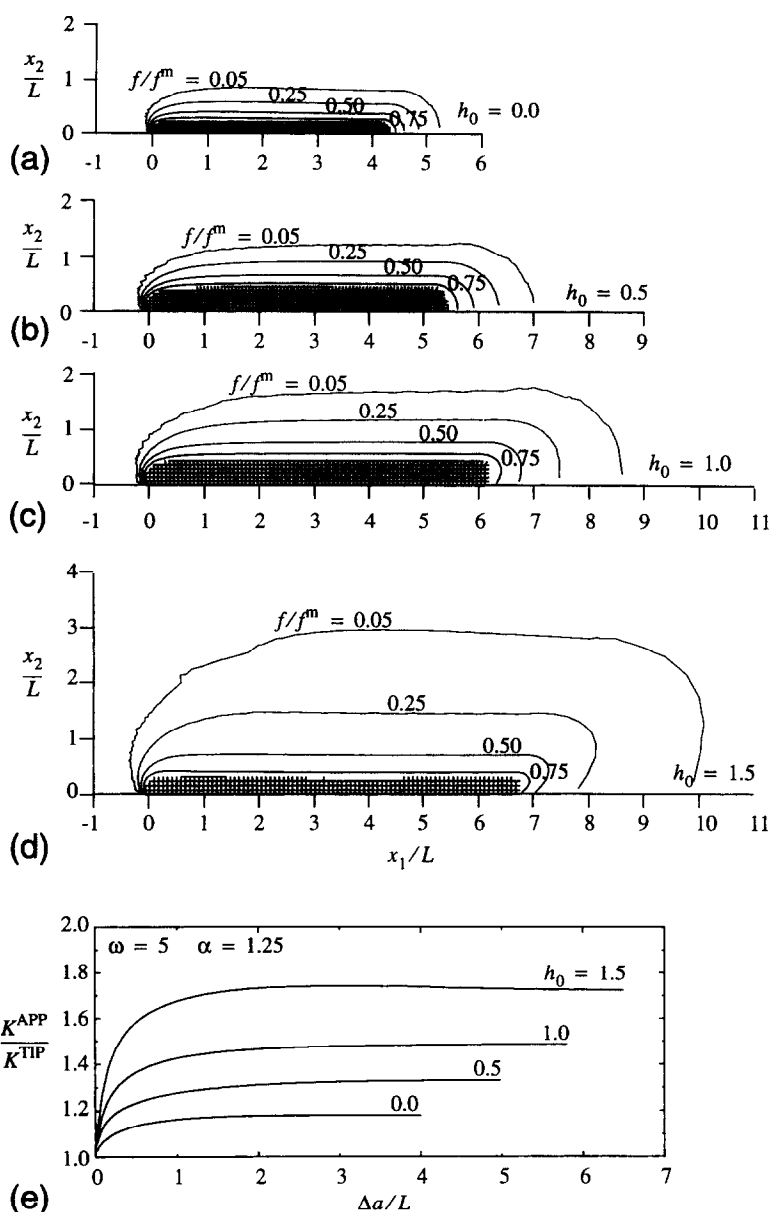 2
x₂/L
1
0
f/fᵐ = 0.05
0.25
0.50
0.75
h₀ = 0.0
-1 0 1 2 3 4 5 6
(a)
2
x₂/L
1
0
f/fᵐ = 0.05
0.25
0.50
0.75
h₀ = 0.5
-1 0 1 2 3 4 5 6 7 8 9
(b)
2
x₂/L
1
0
f/fᵐ = 0.05
0.25
0.50
0.75
h₀ = 1.0
-1 0 1 2 3 4 5 6 7 8 9 10 11
(c)
4
3
x₂/L
2
1
0
f/fᵐ = 0.05
0.25
0.50
0.75
h₀ = 1.5
-1 0 1 2 3 4 5 6 7 8 9 10 11
x₁/L
(d)
2.0
1.8
1.6
K^APP/K^TIP
1.4
1.2
1.0
ω = 5 α = 1.25
h₀ = 1.5
1.0
0.5
0.0
0 1 2 3 4 5 6 7
Δa/L
(e)